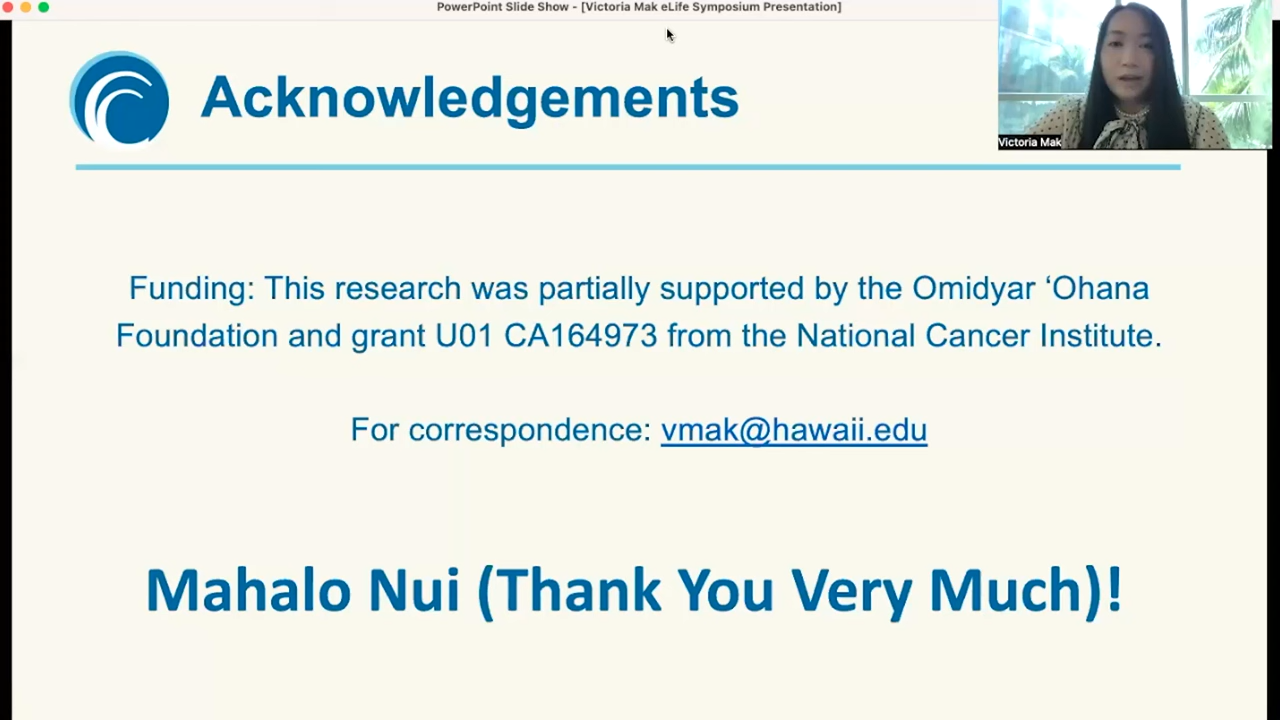 PowerPoint Slide Show - [Victoria Mak eLife Symposium Presentation]
Acknowledgements
Victoria Mak
Funding: This research was partially supported by the Omidyar ‘Ohana
Foundation and grant U01 CA164973 from the National Cancer Institute.
For correspondence: vmak@hawaii.edu
Mahalo Nui (Thank You Very Much)!